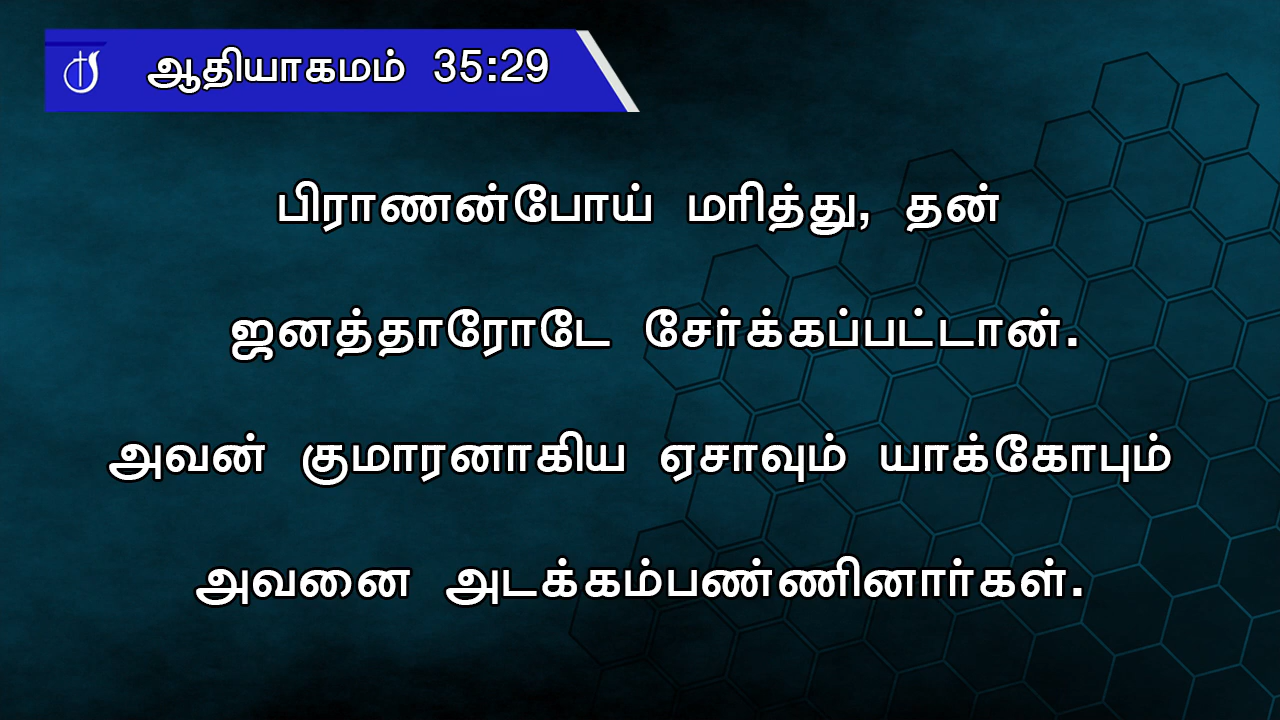 ஆதியாகமம் 35:29
பிராணன்போய் மரித்து, தன்
ஜனத்தாரோடே சேர்க்கப்பட்டான்.
அவன் குமாரனாகிய ஏசாவும் யாக்கோபும்
அவனை அடக்கம்பண்ணினார்கள்.